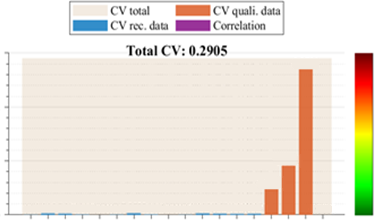 CV total CV quali. data
CV rec. data Correlation
Total CV: 0.2905